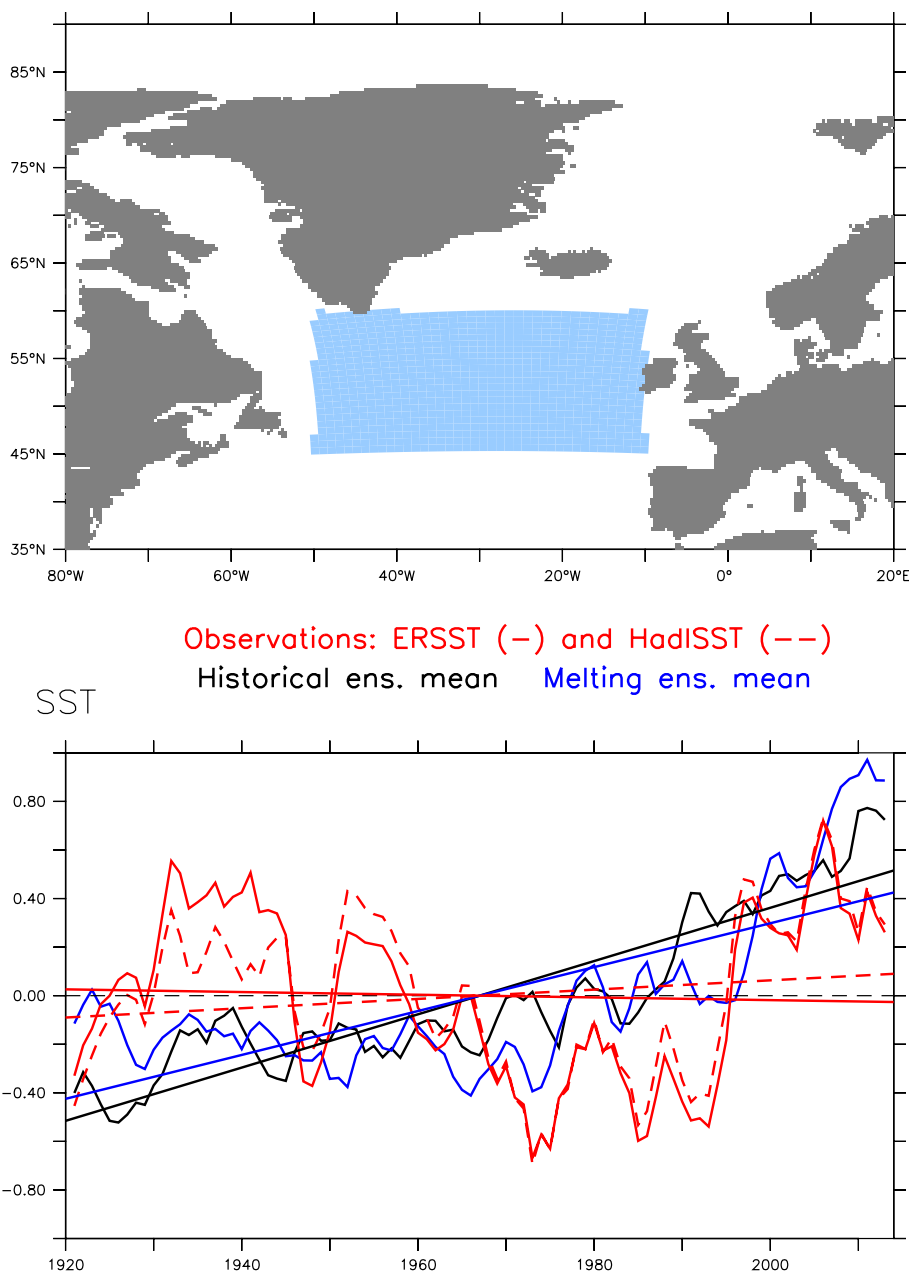 85°N
75°N
65°N
55°N
45°N
35°N
80°W 60°W 40°W 20°W 0° 20°E
Observations: ERSST (−) and HadISST (−−)
Historical ens. mean Melting ens. mean
SST
0.80
0.40
0.00
−0.40
−0.80
1920 1940 1960 1980 2000